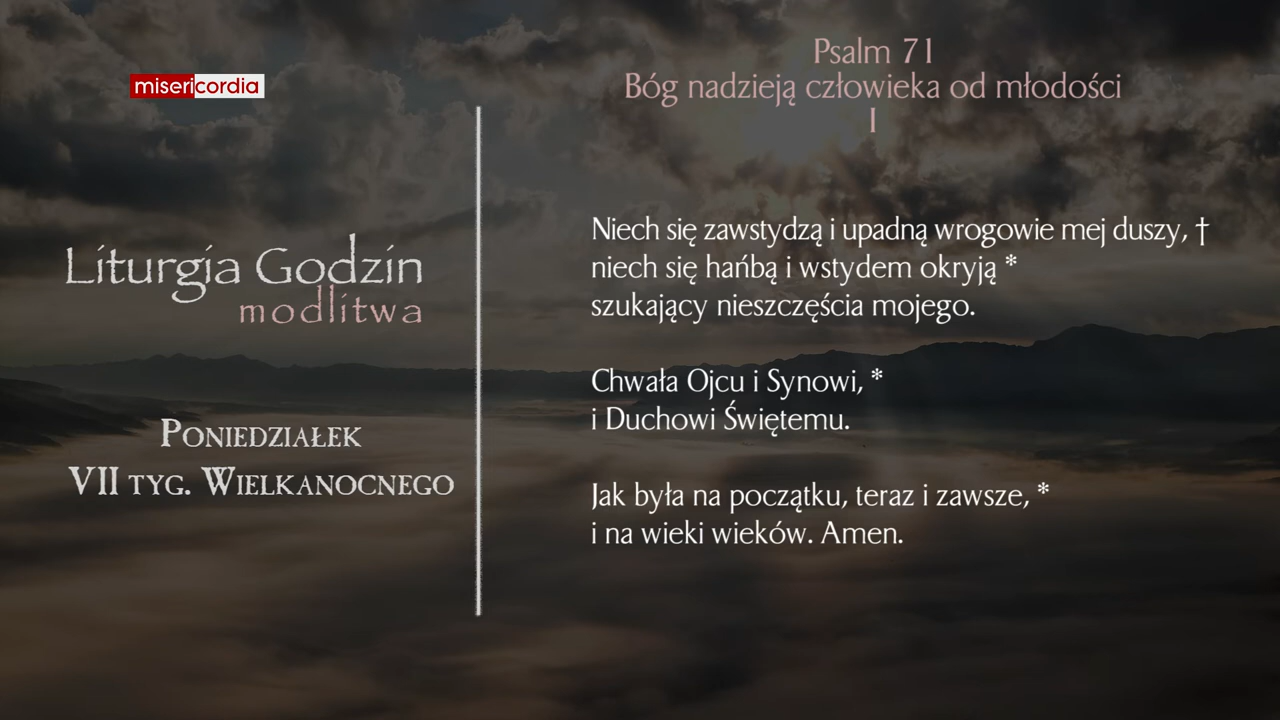 misericordia
Liturgia Godzin
modlitwa
Poniedziałek
VII tyg. Wielkanocnego
Psalm 71
Bóg nadzieją człowieka od młodości
I
Niech się zawstydzą i upadną wrogowie mej duszy, †
niech się hańbą i wstydem okryją *
szukający nieszczęścia mojego.
Chwała Ojcu i Synowi, *
i Duchowi Świętemu.
Jak była na początku, teraz i zawsze, *
i na wieki wieków. Amen.